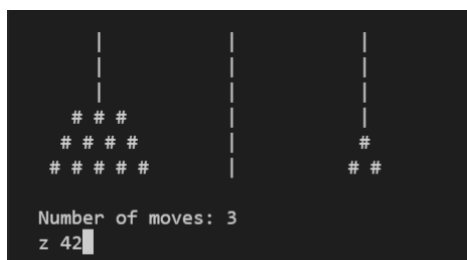 |          |          |
|          |          |
|          |          |
# # #        |          |
# # # #       |          #
# # # # #      |         # #
Number of moves: 3
z 42